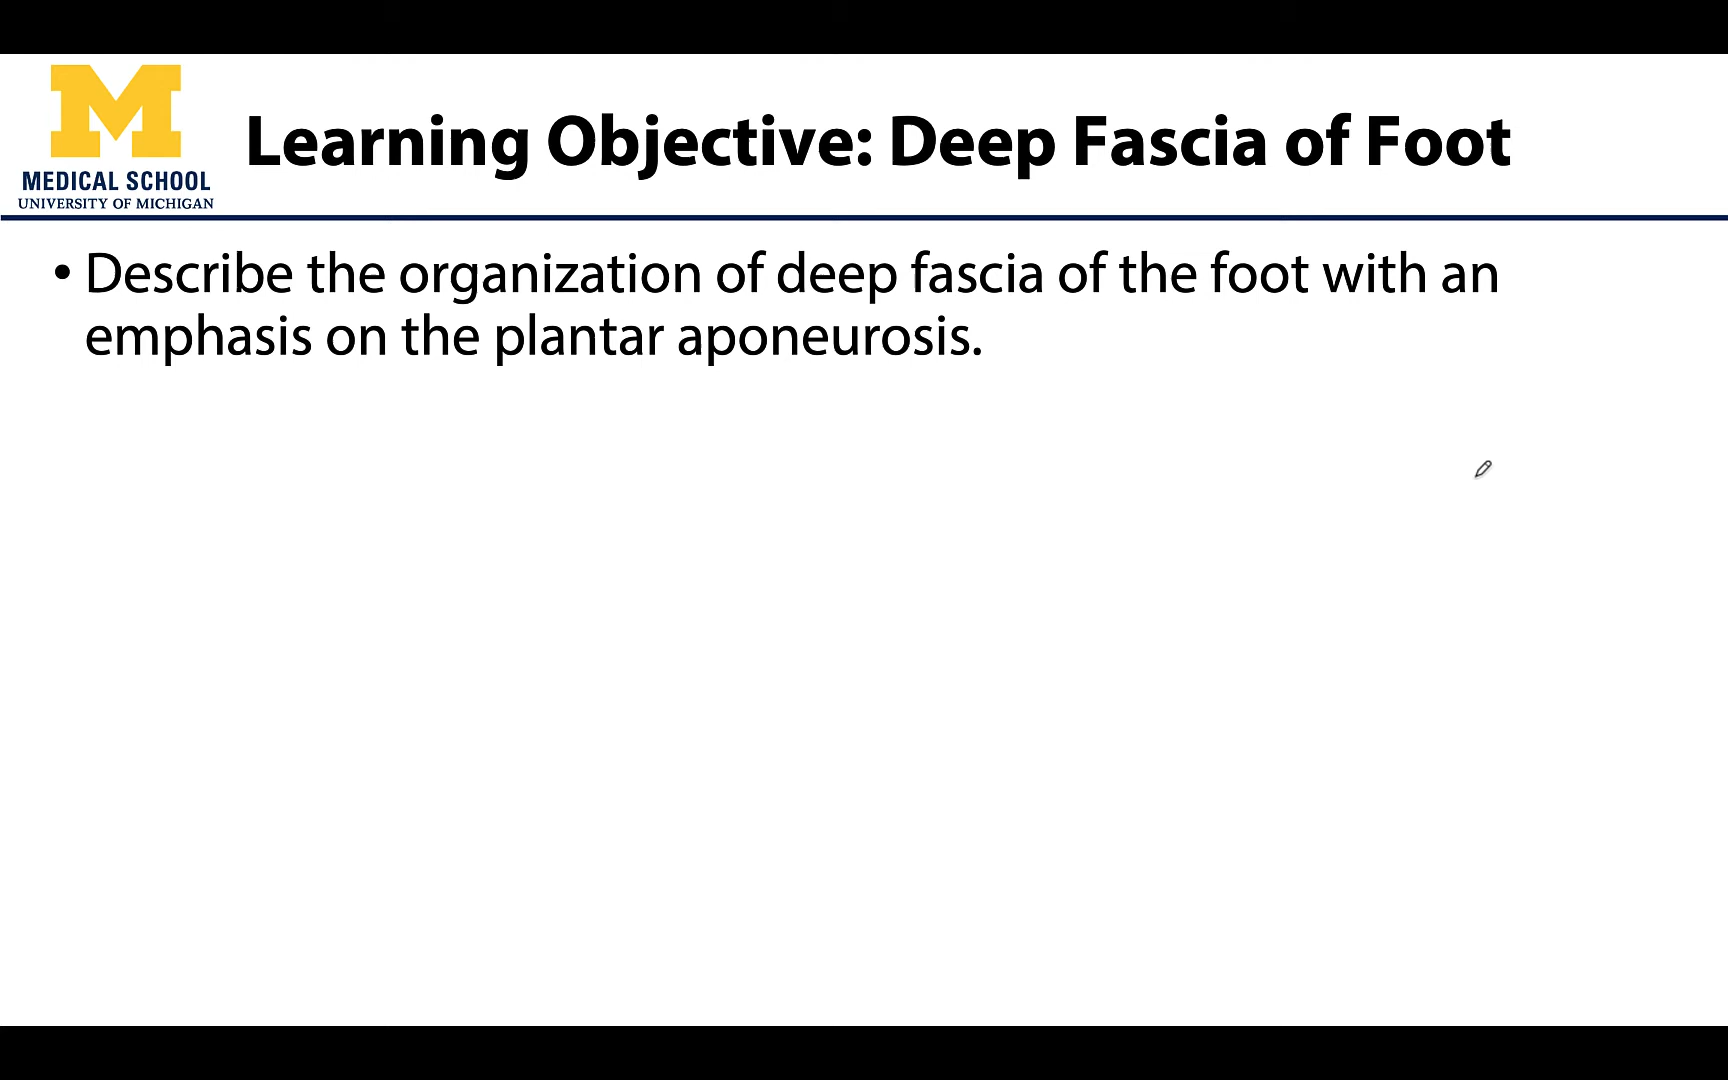 M
MEDICAL SCHOOL
UNIVERSITY OF MICHIGAN
Learning Objective: Deep Fascia of Foot
• Describe the organization of deep fascia of the foot with an
emphasis on the plantar aponeurosis.